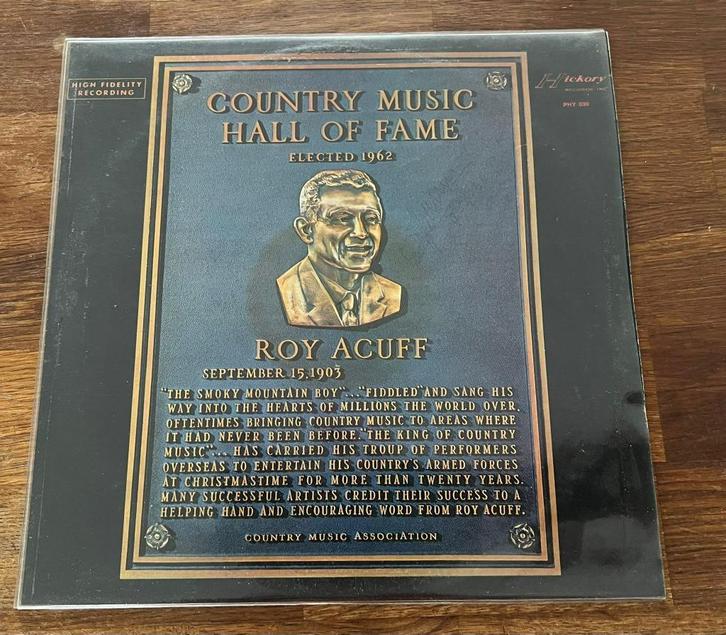 HIGH FIDELITY
RECORDING
Hickory
RECORDS, INC.
COUNTRY MUSIC
HALL OF FAME
ELECTED 1962
ROY ACUFF
SEPTEMBER 15, 1903
"THE SMOKY MOUNTAIN BOY"..."FIDDLED" AND SANG HIS
WAY INTO THE HEARTS OF MILLIONS THE WORLD OVER,
OFTENTIMES BRINGING COUNTRY MUSIC TO AREAS WHERE
IT HAD NEVER BEEN BEFORE. "THE KING OF COUNTRY
MUSIC"... HAS CARRIED HIS TROUP OF PERFORMERS
OVERSEAS TO ENTERTAIN HIS COUNTRY'S ARMED FORCES
AT CHRISTMASTIME FOR MORE THAN TWENTY YEARS.
MANY SUCCESSFUL ARTISTS CREDIT THEIR SUCCESS TO A
HELPING HAND AND ENCOURAGING WORD FROM ROY ACUFF.
COUNTRY MUSIC ASSOCIATION